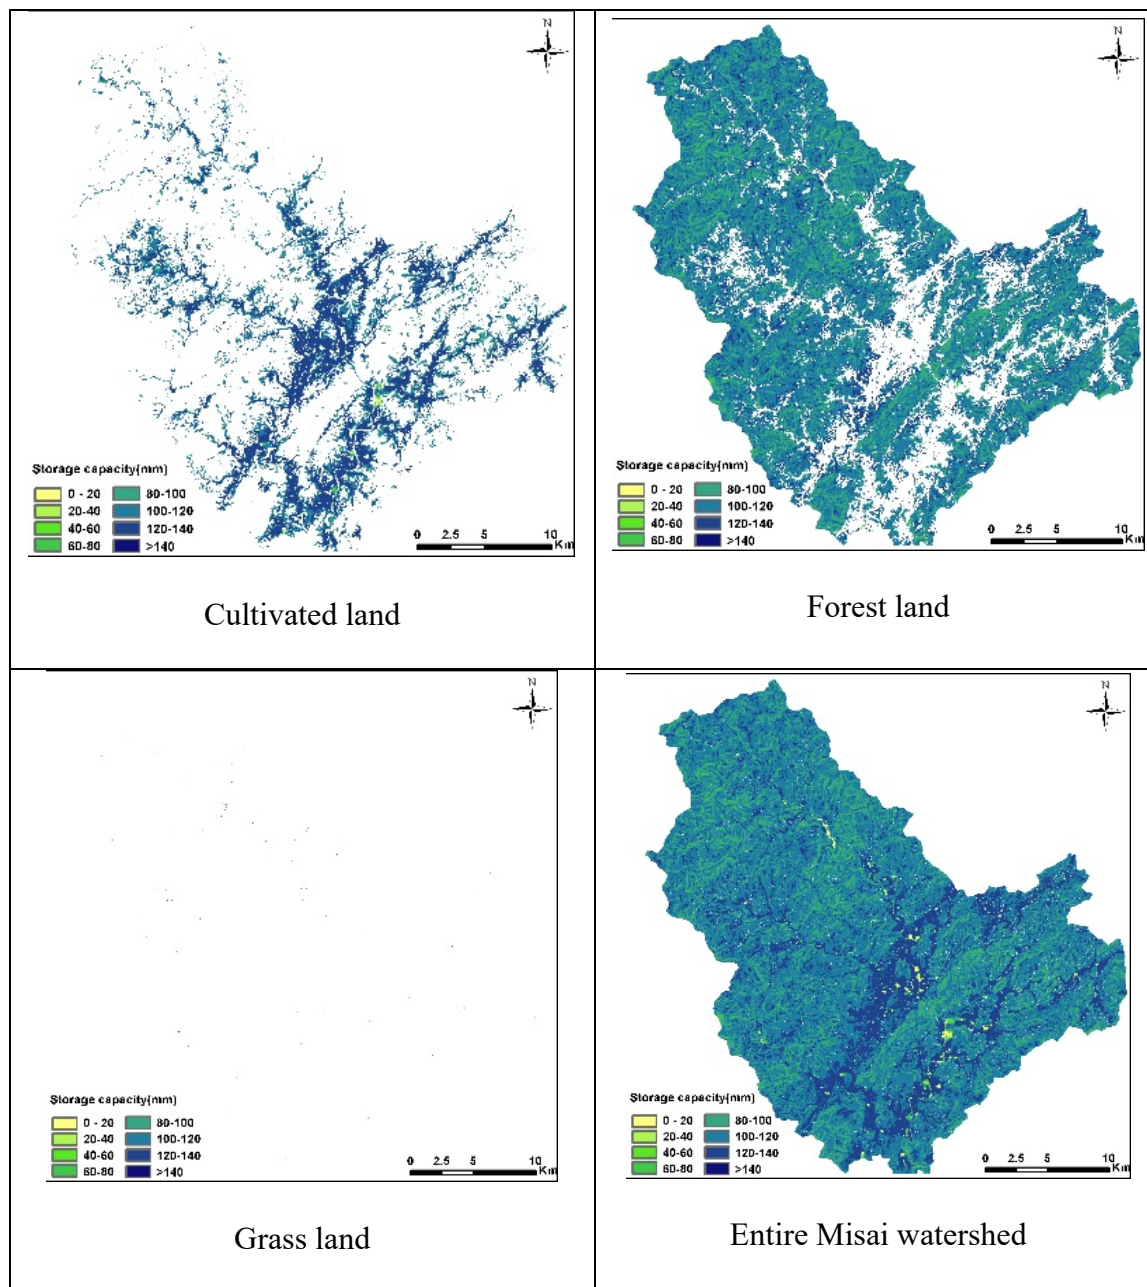 N
Storage capacity(mm)
0 - 20 80-100
20-40 100-120
40-60 120-140
60-80 >140
0 2.5 5 10
Km
Cultivated land
N
Storage capacity(mm)
0 - 20 80-100
20-40 100-120
40-60 120-140
60-80 >140
0 2.5 5 10
Km
Forest land
N
Storage capacity(mm)
0 - 20 80-100
20-40 100-120
40-60 120-140
60-80 >140
0 2.5 5 10
Km
Grass land
N
Storage capacity(mm)
0 - 20 80-100
20-40 100-120
40-60 120-140
60-80 >140
0 2.5 5 10
Km
Entire Misai watershed